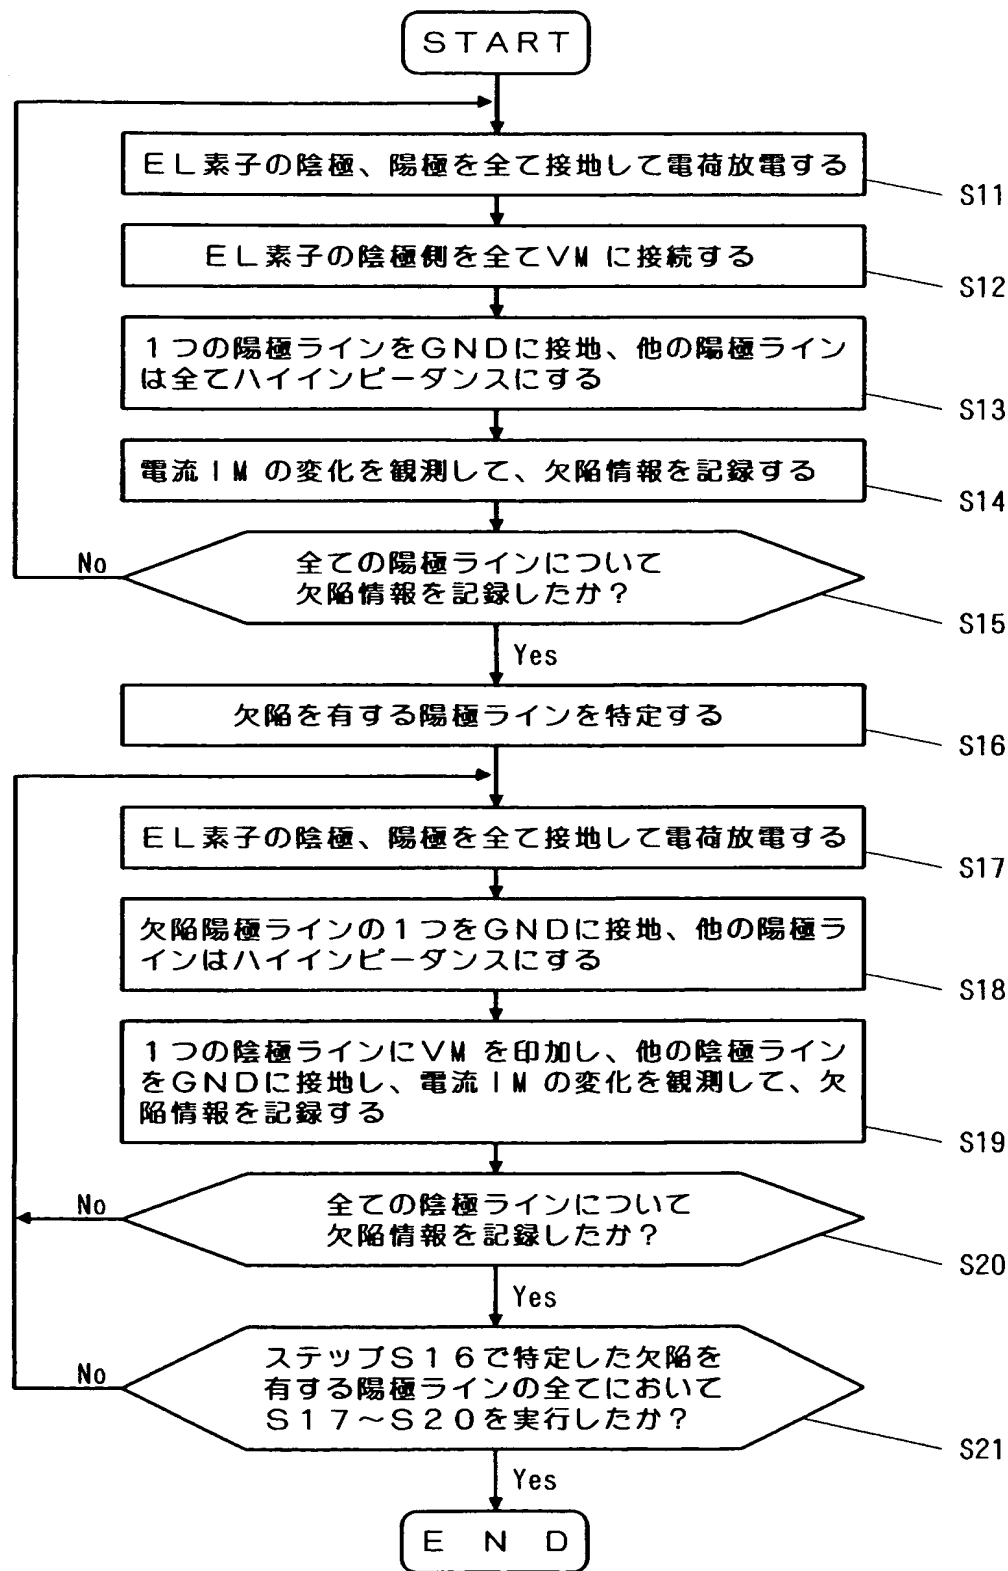 START
EL素子の陰極、陽極を全て接地して電荷放電する
S11
EL素子の陰極側を全てVM に接続する
S12
1つの陽極ラインをGNDに接地、他の陽極ライン
は全てハイインピーダンスにする
S13
電流IM の変化を観測して、欠陥情報を記録する
S14
No
全ての陽極ラインについて
欠陥情報を記録したか?
S15
Yes
欠陥を有する陽極ラインを特定する
S16
EL素子の陰極、陽極を全て接地して電荷放電する
S17
欠陥陽極ラインの1つをGNDに接地、他の陽極ラ
インはハイインピーダンスにする
S18
1つの陰極ラインにVM を印加し、他の陰極ライン
をGNDに接地し、電流IM の変化を観測して、欠
陥情報を記録する
S19
No
全ての陰極ラインについて
欠陥情報を記録したか?
S20
Yes
No
ステップS16で特定した欠陥を
有する陽極ラインの全てにおいて
S17~S20を実行したか?
S21
Yes
END